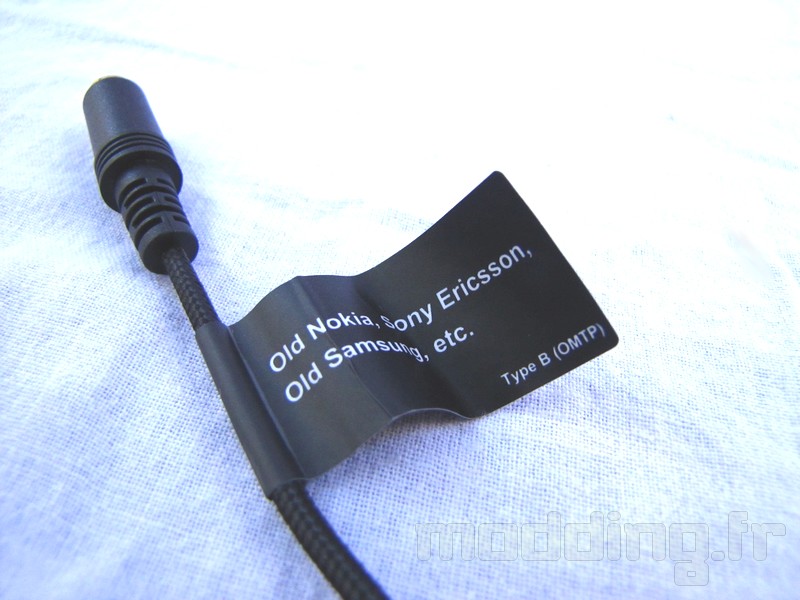 Old Nokia, Sony Ericsson,
Old Samsung, etc.
Type B (OMTP)
modding.fr